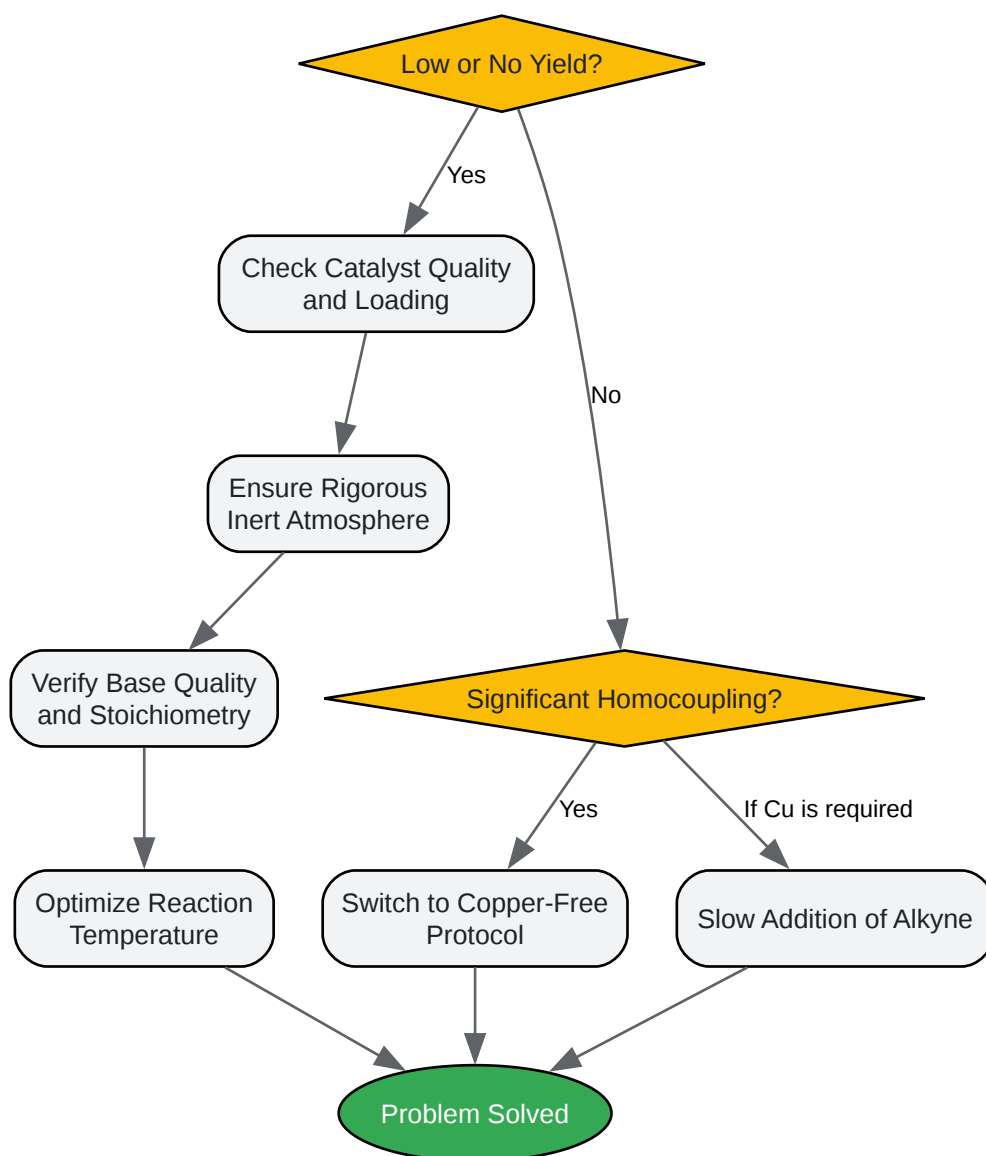 Low or No Yield?
Yes
Check Catalyst Quality
and Loading
No
Ensure Rigorous
Inert Atmosphere
Verify Base Quality
and Stoichiometry
Significant Homocoupling?
Yes
If Cu is required
Optimize Reaction
Temperature
Switch to Copper-Free
Protocol
Slow Addition of Alkyne
Problem Solved